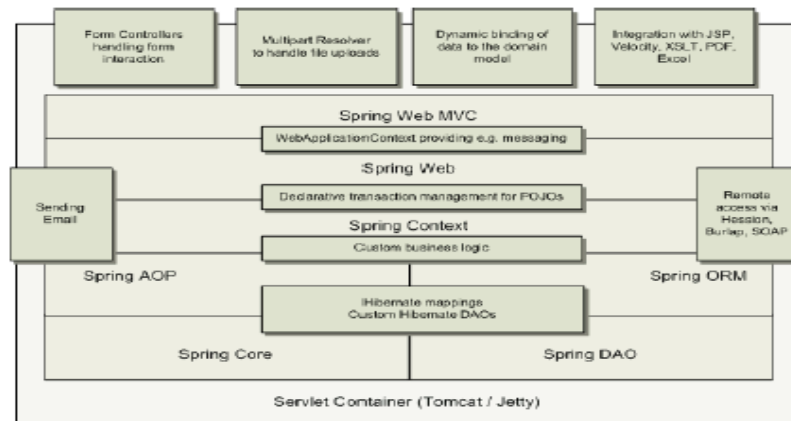 Form Controllers
handling form
interaction
Multipart Resolver
to handle file uploads
Dynamic binding of
data to the domain
model
Integration with JSP,
Velocity, XSLT, PDF,
Excel
Spring Web MVC
WebApplicationContext providing e.g. messaging
Spring Web
Sending
Email
Declarative transaction management for POJOs
Remote
access via
Hession,
Burlap, SOAP
Spring Context
Custom business logic
Spring AOP
Spring ORM
Hibernate mappings
Custom Hibernate DAOs
Spring Core
Spring DAO
Servlet Container (Tomcat / Jetty)